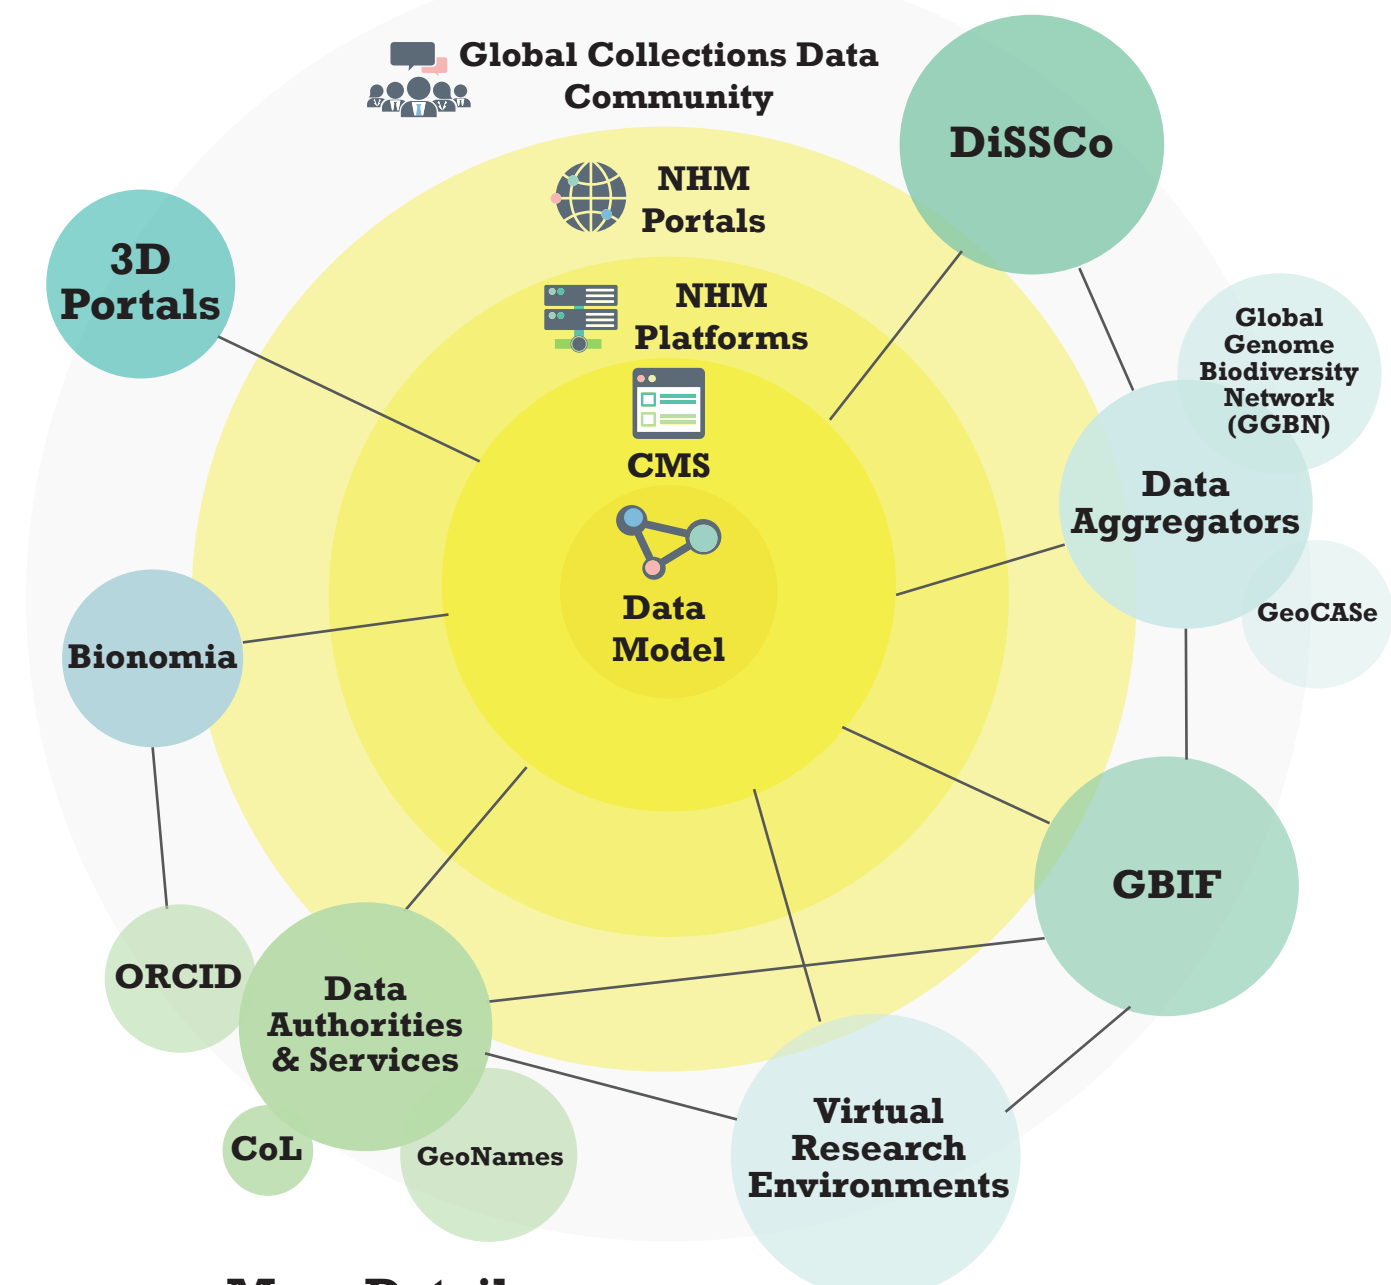 Global Collections Data
Community
DiSSCo
NHM
Portals
3D
Portals
NHM
Platforms
Global
Genome
Biodiversity
Network
(GGBN)
CMS
Data
Aggregators
Data
Model
GeoCASe
Bionomia
GBIF
ORCID
Data
Authorities
& Services
CoL
GeoNames
Virtual
Research
Environments